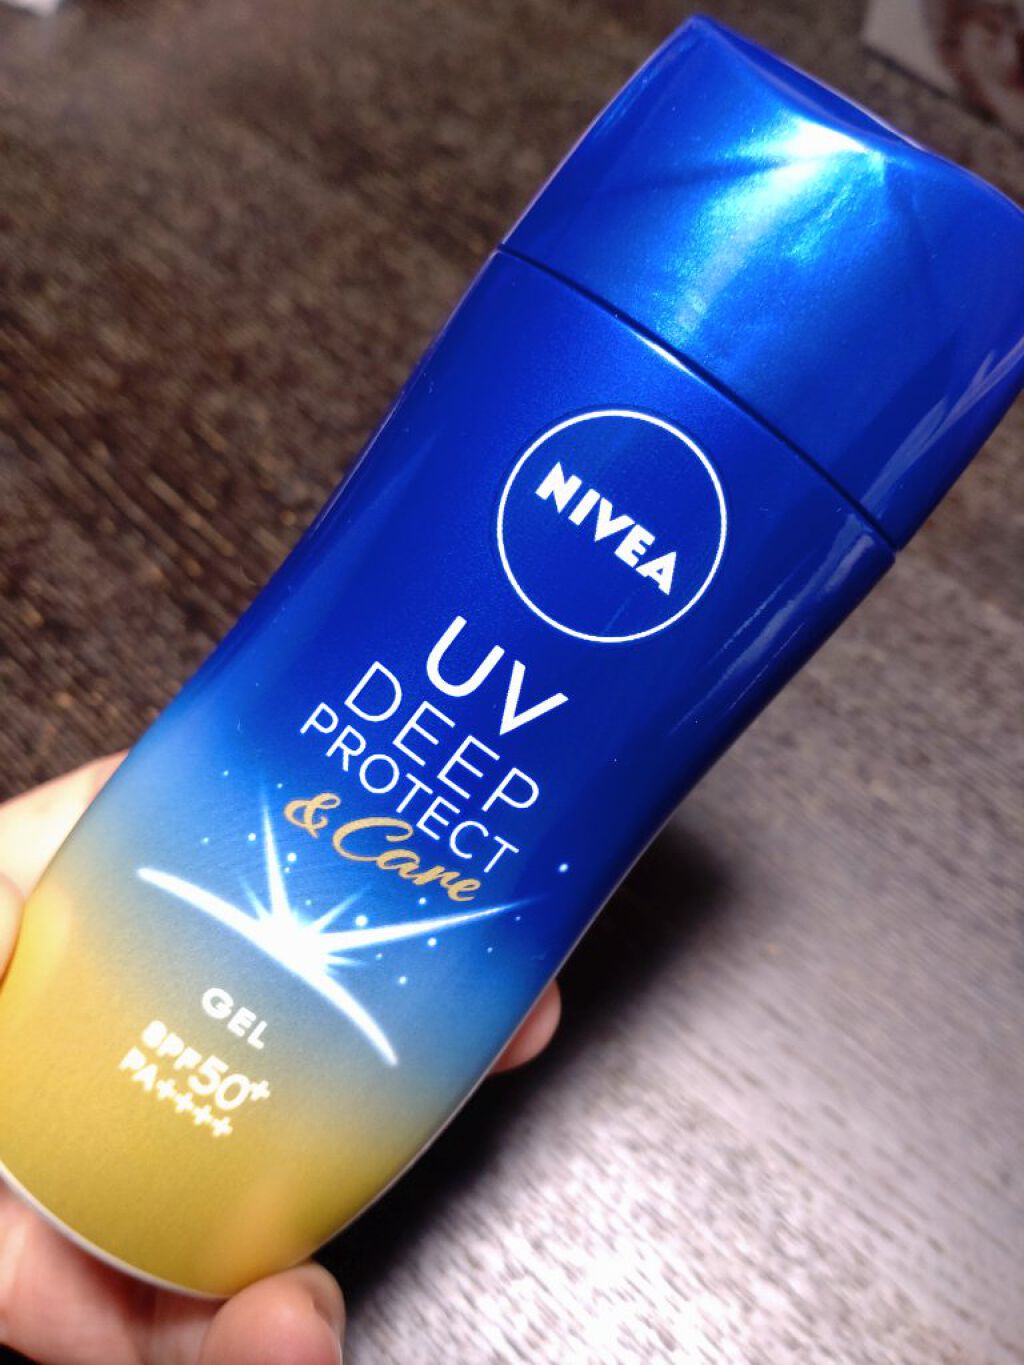 NIVEA
UV
DEEP
PROTECT
& Care
GEL
SPF50+
PA++++